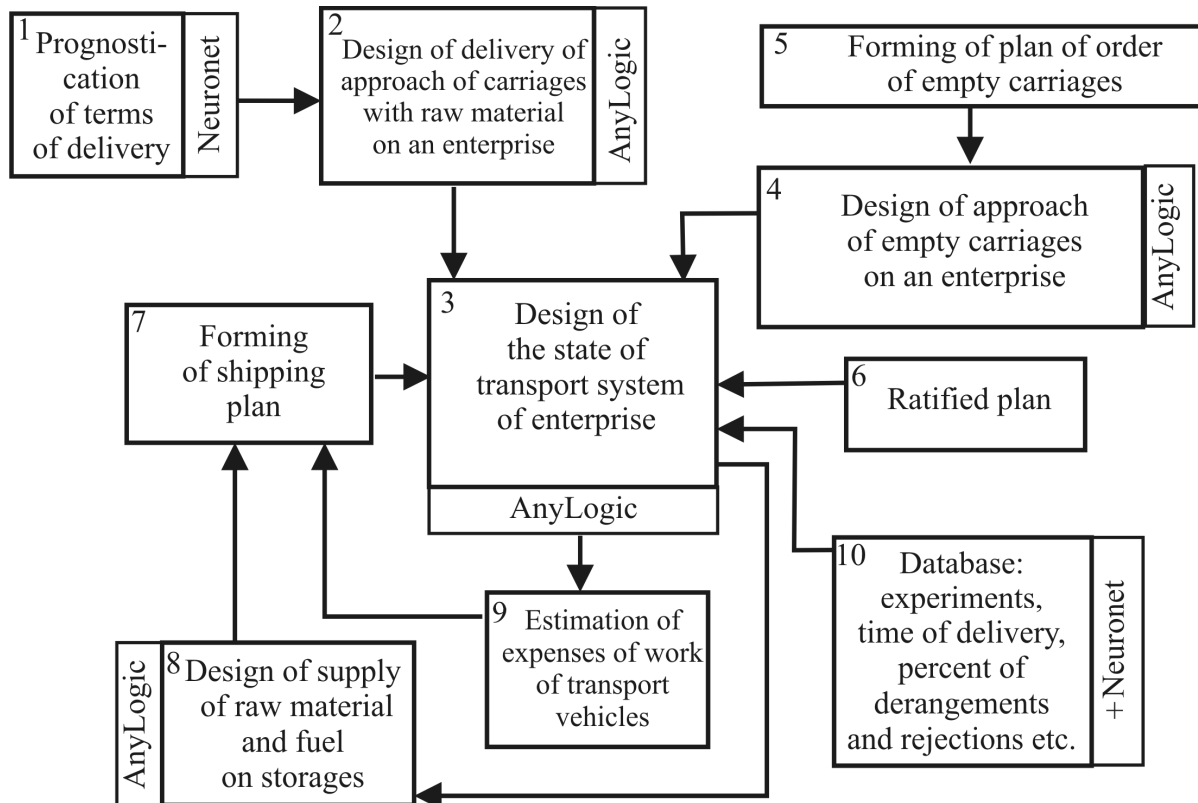 1
Prognosti-
cation
of terms
of delivery
Neuronet
2
Design of delivery of
approach of carriages
with raw material
on an enterprise
AnyLogic
5
Forming of plan of order
of empty carriages
4
Design of approach
of empty carriages
on an enterprise
AnyLogic
3
Design of
the state of
transport system
of enterprise
AnyLogic
7
Forming
of shipping
plan
6
Ratified plan
10
Database:
experiments,
time of delivery,
percent of
derangements
and rejections etc.
+Neuronet
9
Estimation of
expenses of work
of transport
vehicles
8
Design of supply
of raw material
and fuel
on storages
AnyLogic